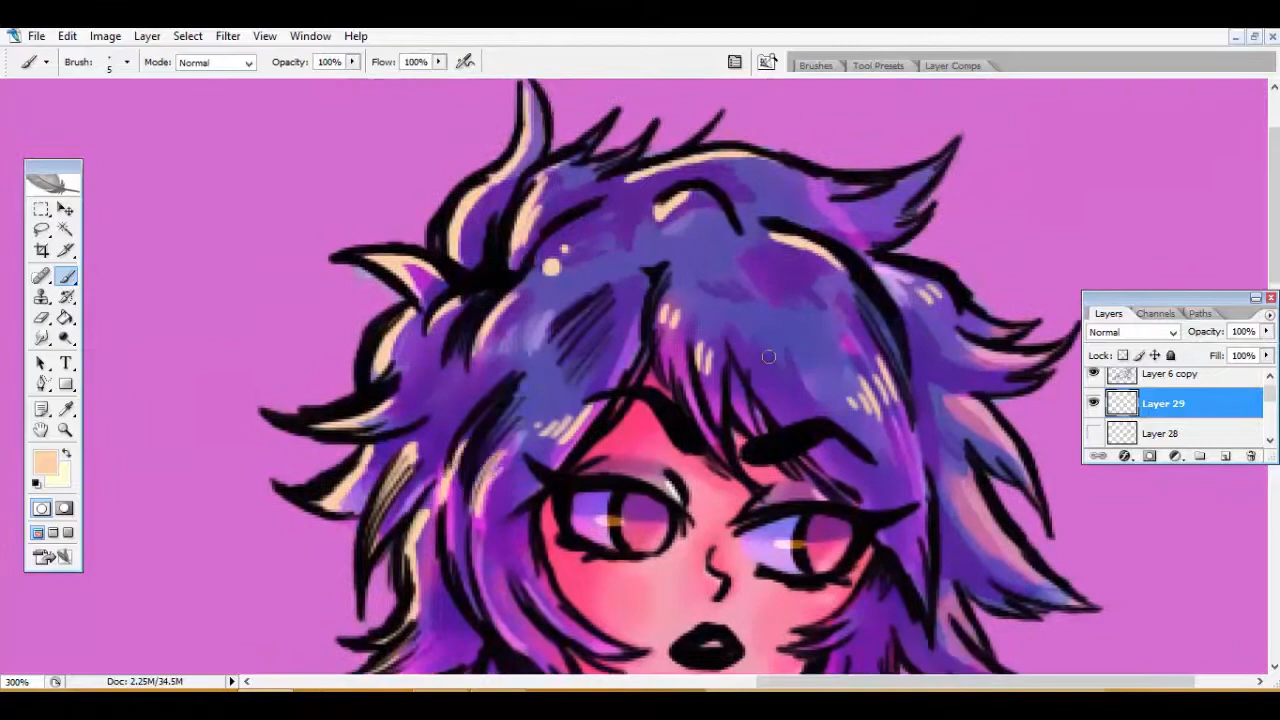 File Edit Image Layer Select Filter View Window Help
Brush: 5 Mode: Normal Opacity: 100% Flow: 100% Brushes Tool Presets Layer Comps
Layers Channels Paths
Normal Opacity: 100%
Lock: Fill: 100%
Layer 6 copy
Layer 29
Layer 28
300% Doc: 2.25M/34.5M